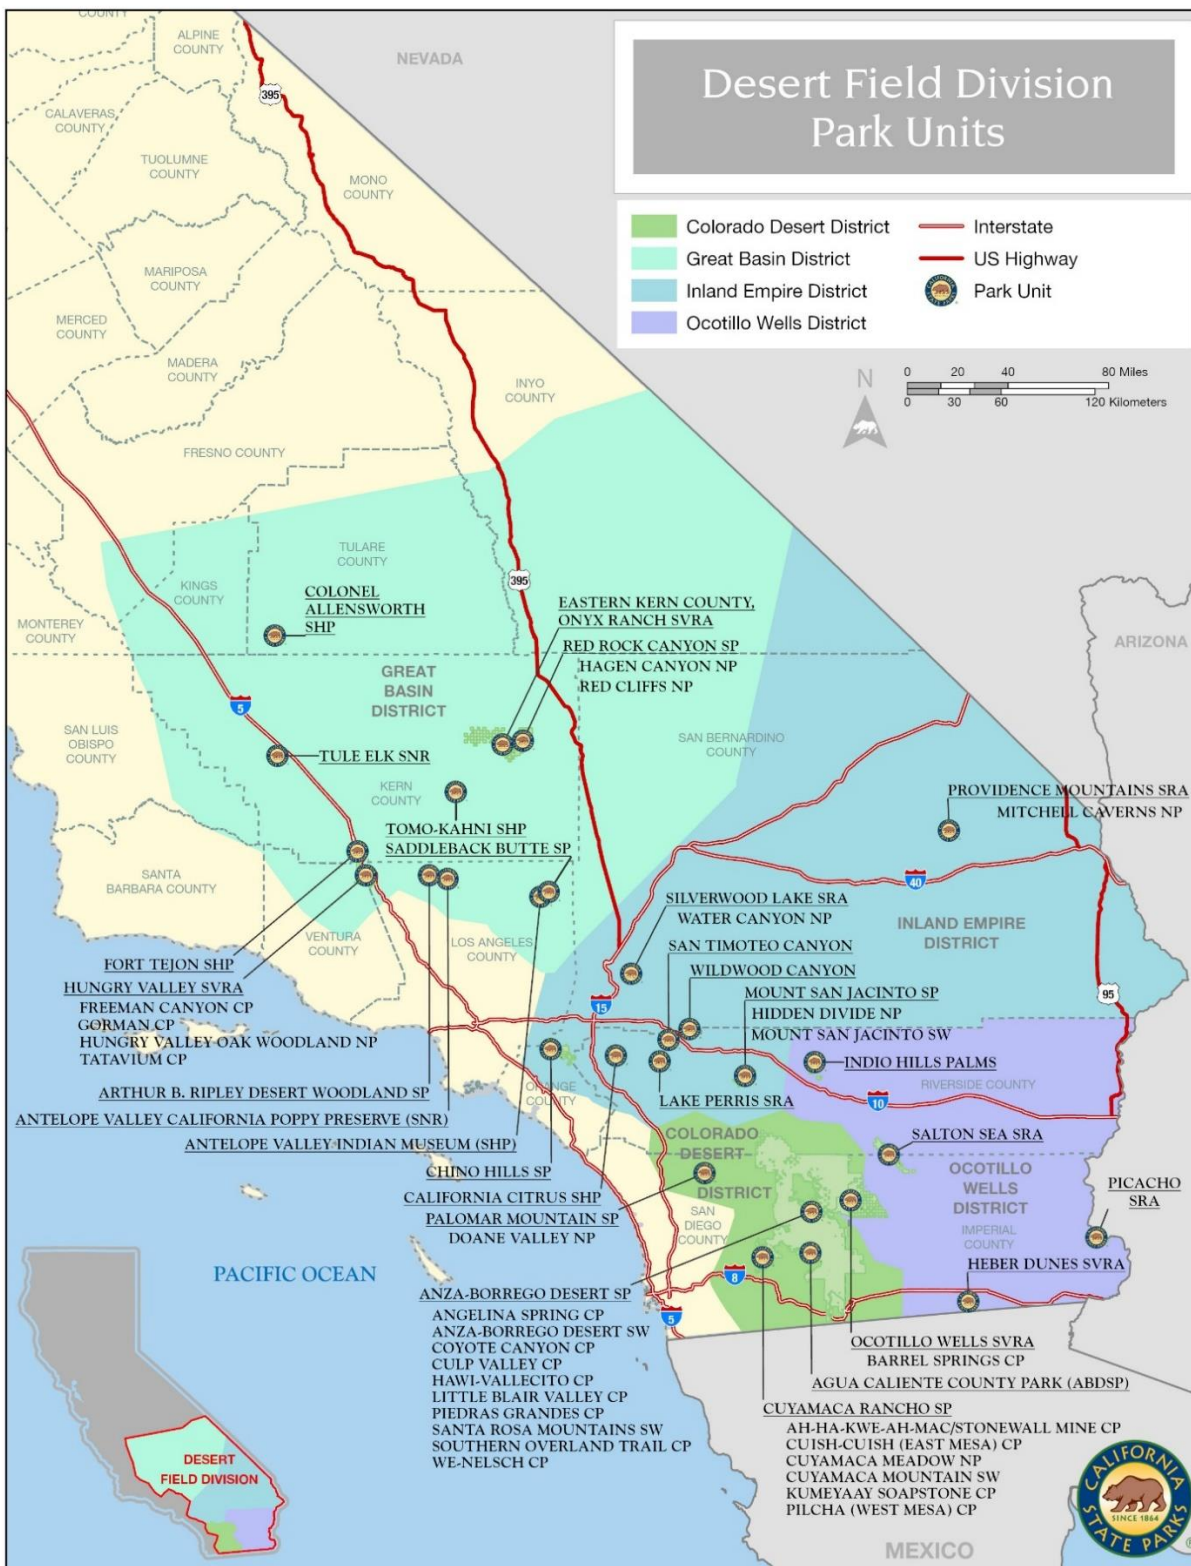 Desert Field Division
Park Units
Colorado Desert District
Great Basin District
Inland Empire District
Ocotillo Wells District
Interstate
US Highway
Park Unit
N
0 20 40 80 Miles
0 30 60 120 Kilometers
NEVADA
COUNTY
ALPINE
COUNTY
395
CALAVERAS
COUNTY
TUOLUMNE
COUNTY
MONO
COUNTY
MARIPOSA
COUNTY
MERCED
COUNTY
MADERA
COUNTY
INYO
COUNTY
FRESNO COUNTY
TULARE
COUNTY
KINGS
COUNTY
395
MONTEREY
COUNTY
COLONEL
ALLENSWORTH
SHP
EASTERN KERN COUNTY,
ONYX RANCH SVRA
RED ROCK CANYON SP
HAGEN CANYON NP
RED CLIFFS NP
ARIZONA
GREAT
BASIN
DISTRICT
5
SAN LUIS
OBISPO
COUNTY
SAN BERNARDINO
COUNTY
TULE ELK SNR
KERN
COUNTY
PROVIDENCE MOUNTAINS SRA
MITCHELL CAVERNS NP
TOMO-KAHNI SHP
SADDLEBACK BUTTE SP
SANTA
BARBARA COUNTY
40
SILVERWOOD LAKE SRA
WATER CANYON NP
INLAND EMPIRE
DISTRICT
VENTURA
COUNTY
LOS ANGELES
COUNTY
SAN TIMOTEO CANYON
WILDWOOD CANYON
FORT TEJON SHP
HUNGRY VALLEY SVRA
FREEMAN CANYON CP
GORMAN CP
HUNGRY VALLEY OAK WOODLAND NP
TATAVIUM CP
MOUNT SAN JACINTO SP
HIDDEN DIVIDE NP
MOUNT SAN JACINTO SW
15
95
INDIO HILLS PALMS
RIVERSIDE COUNTY
ARTHUR B. RIPLEY DESERT WOODLAND SP
ORANGE
COUNTY
LAKE PERRIS SRA
10
ANTELOPE VALLEY CALIFORNIA POPPY PRESERVE (SNR)
ANTELOPE VALLEY INDIAN MUSEUM (SHP)
COLORADO
DESERT
DISTRICT
SALTON SEA SRA
CHINO HILLS SP
OCOTILLO
WELLS
DISTRICT
CALIFORNIA CITRUS SHP
PICACHO
SRA
PALOMAR MOUNTAIN SP
DOANE VALLEY NP
SAN
DIEGO
COUNTY
IMPERIAL
COUNTY
PACIFIC OCEAN
8
HEBER DUNES SVRA
ANZA-BORREGO DESERT SP
ANGELINA SPRING CP
ANZA-BORREGO DESERT SW
COYOTE CANYON CP
CULP VALLEY CP
HAWI-VALLECITO CP
LITTLE BLAIR VALLEY CP
PIEDRAS GRANDES CP
SANTA ROSA MOUNTAINS SW
SOUTHERN OVERLAND TRAIL CP
WE-NELSCH CP
5
OCOTILLO WELLS SVRA
BARREL SPRINGS CP
AGUA CALIENTE COUNTY PARK (ABDSP)
CUYAMACA RANCHO SP
AH-HA-KWE-AH-MAC/STONEWALL MINE CP
CUISH-CUISH (EAST MESA) CP
CUYAMACA MEADOW NP
CUYAMACA MOUNTAIN SW
KUMEYAAY SOAPSTONE CP
PILCHA (WEST MESA) CP
DESERT
FIELD DIVISION
CALIFORNIA
SINCE 1864
STATE PARKS
MEXICO